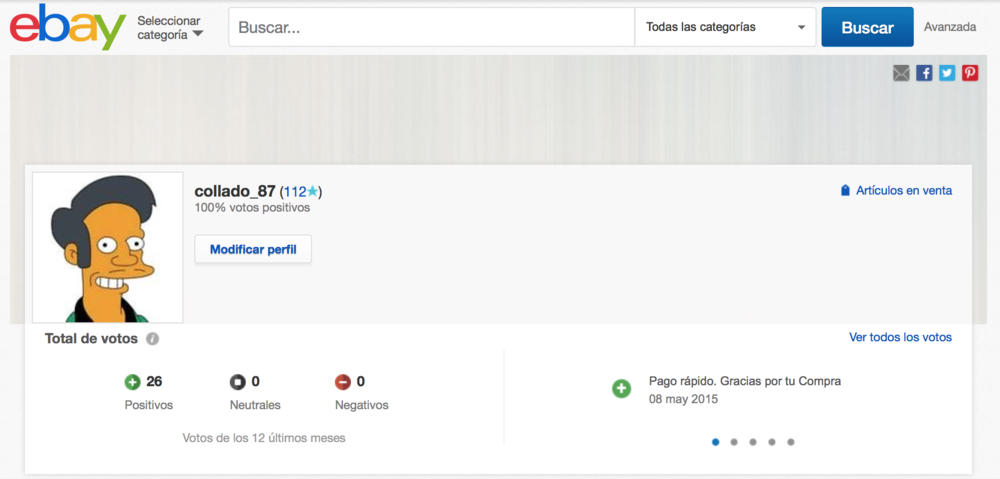 ebay
Seleccionar
categoría
Buscar...
Todas las categorías
Buscar
Avanzada
collado_87 (112)
100% votos positivos
Artículos en venta
Modificar perfil
Total de votos
Ver todos los votos
26
Positivos
0
Neutrales
0
Negativos
Votos de los 12 últimos meses
Pago rápido. Gracias por tu Compra
08 may 2015